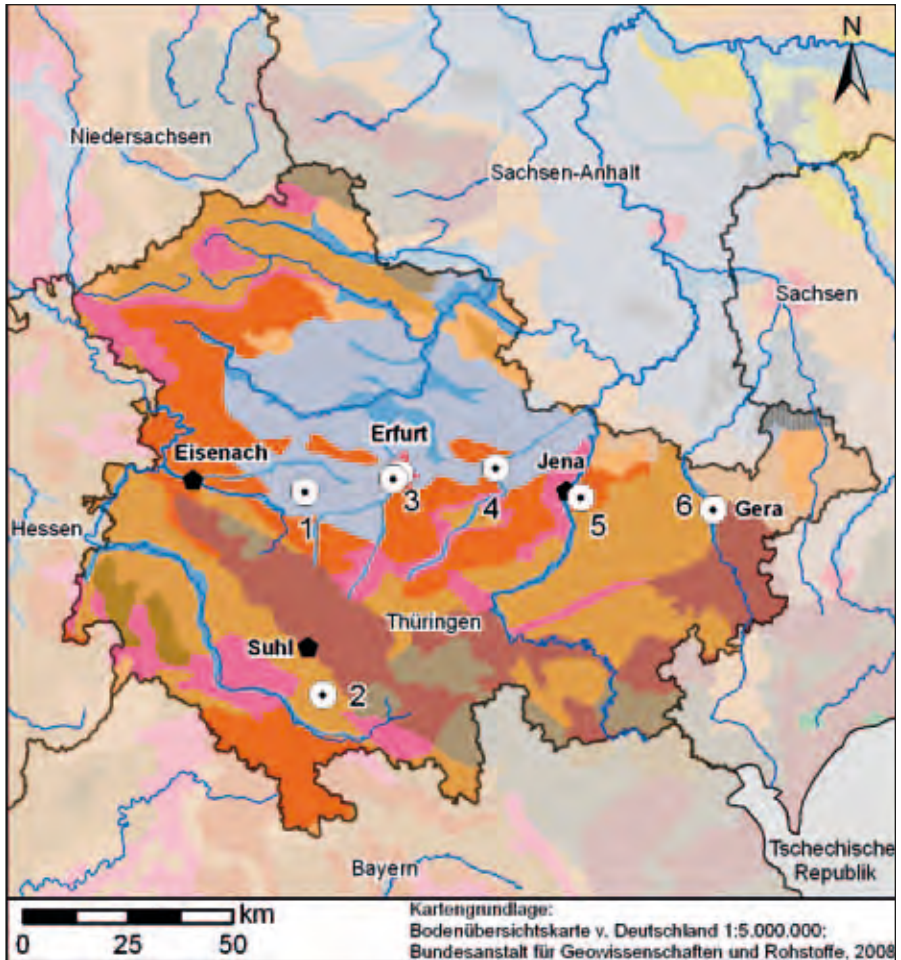 N
Niedersachsen
Sachsen-Anhalt
Sachsen
Erfurt
Eisenach
Jena
1
3
4
5
6
Gera
Hessen
Thüringen
Suhl
2
Bayern
Tschechische
Republik
km
0
25
50
Kartengrundlage:
Bodenübersichtskarte v. Deutschland 1:5.000.000;
Bundesanstalt für Geowissenschaften und Rohstoffe, 2008